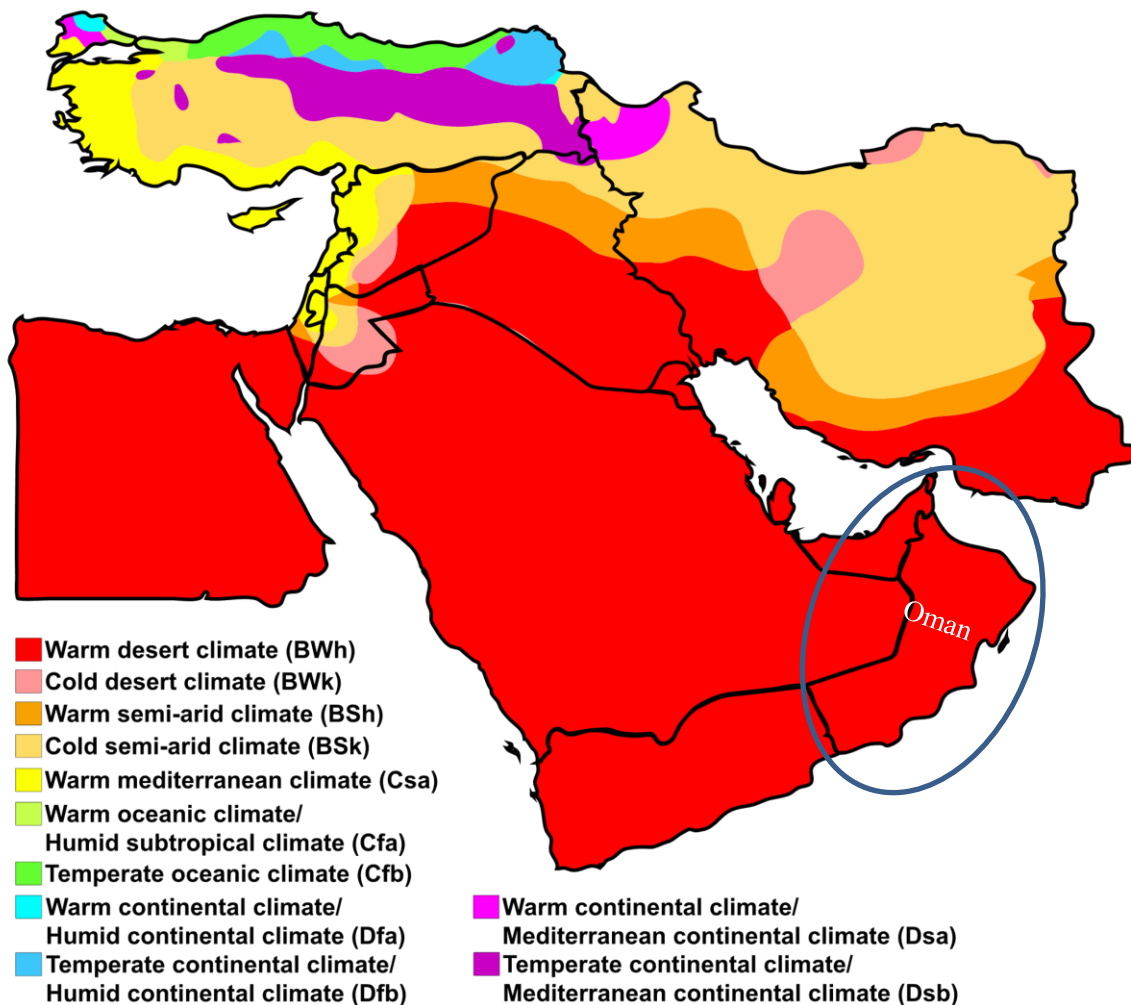 Oman
Warm desert climate (BWh)
Cold desert climate (BWk)
Warm semi-arid climate (BSh)
Cold semi-arid climate (BSk)
Warm mediterranean climate (Csa)
Warm oceanic climate/
Humid subtropical climate (Cfa)
Temperate oceanic climate (Cfb)
Warm continental climate/
Humid continental climate (Dfa)
Temperate continental climate/
Humid continental climate (Dfb)
Warm continental climate/
Mediterranean continental climate (Dsa)
Temperate continental climate/
Mediterranean continental climate (Dsb)